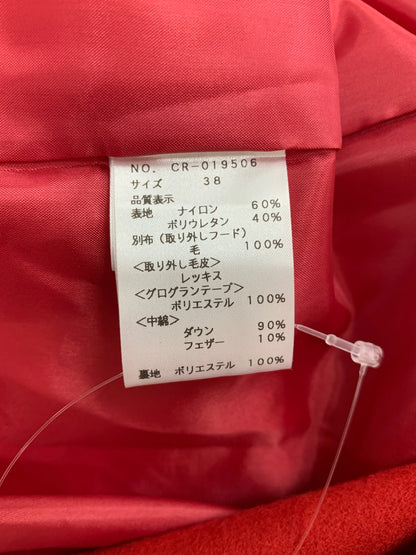 NO. CR-019506
サイズ 38
品質表示
表地 ナイロン 60%
ポリウレタン 40%
別布(取り外しフード)
毛 100%
<取り外し毛皮>
レッキス
<グログランテープ>
ポリエステル 100%
<中綿>
ダウン 90%
フェザー 10%
裏地 ポリエステル 100%